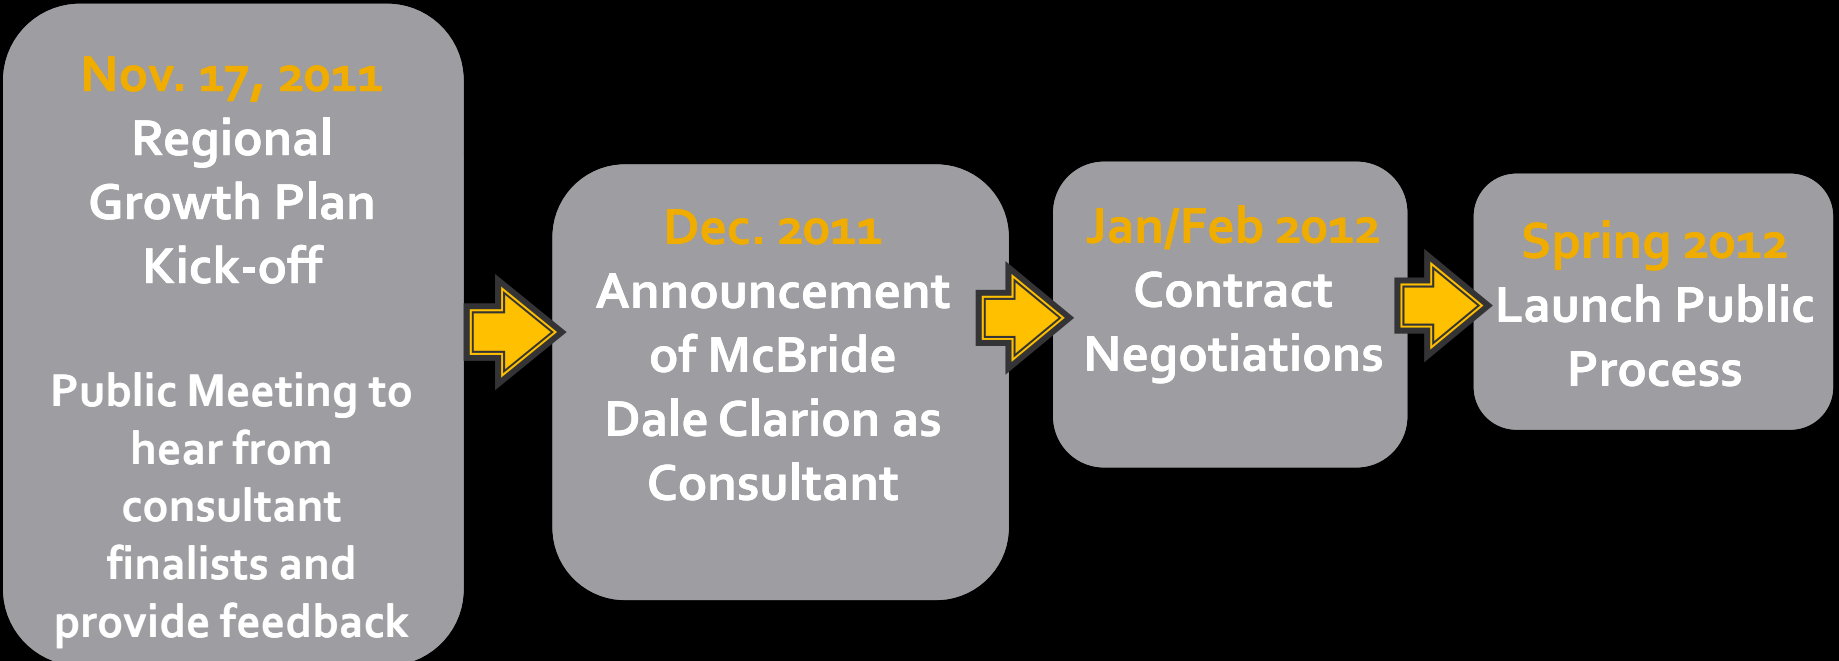 Nov. 17, 2011
Regional
Growth Plan
Kick-off
Public Meeting to
hear from
consultant
finalists and
provide feedback
Dec. 2011
Announcement
of McBride
Dale Clarion as
Consultant
Jan/Feb 2012
Contract
Negotiations
Spring 2012
Launch Public
Process